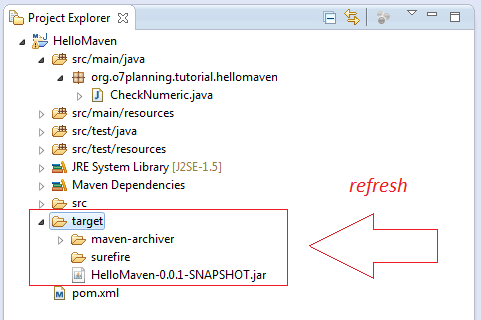 Project Explorer
HelloMaven
src/main/java
org.o7planning.tutorial.hellomaven
CheckNumeric.java
src/main/resources
src/test/java
src/test/resources
JRE System Library [J2SE-1.5]
Maven Dependencies
refresh
src
target
maven-archiver
surefire
HelloMaven-0.0.1-SNAPSHOT.jar
pom.xml